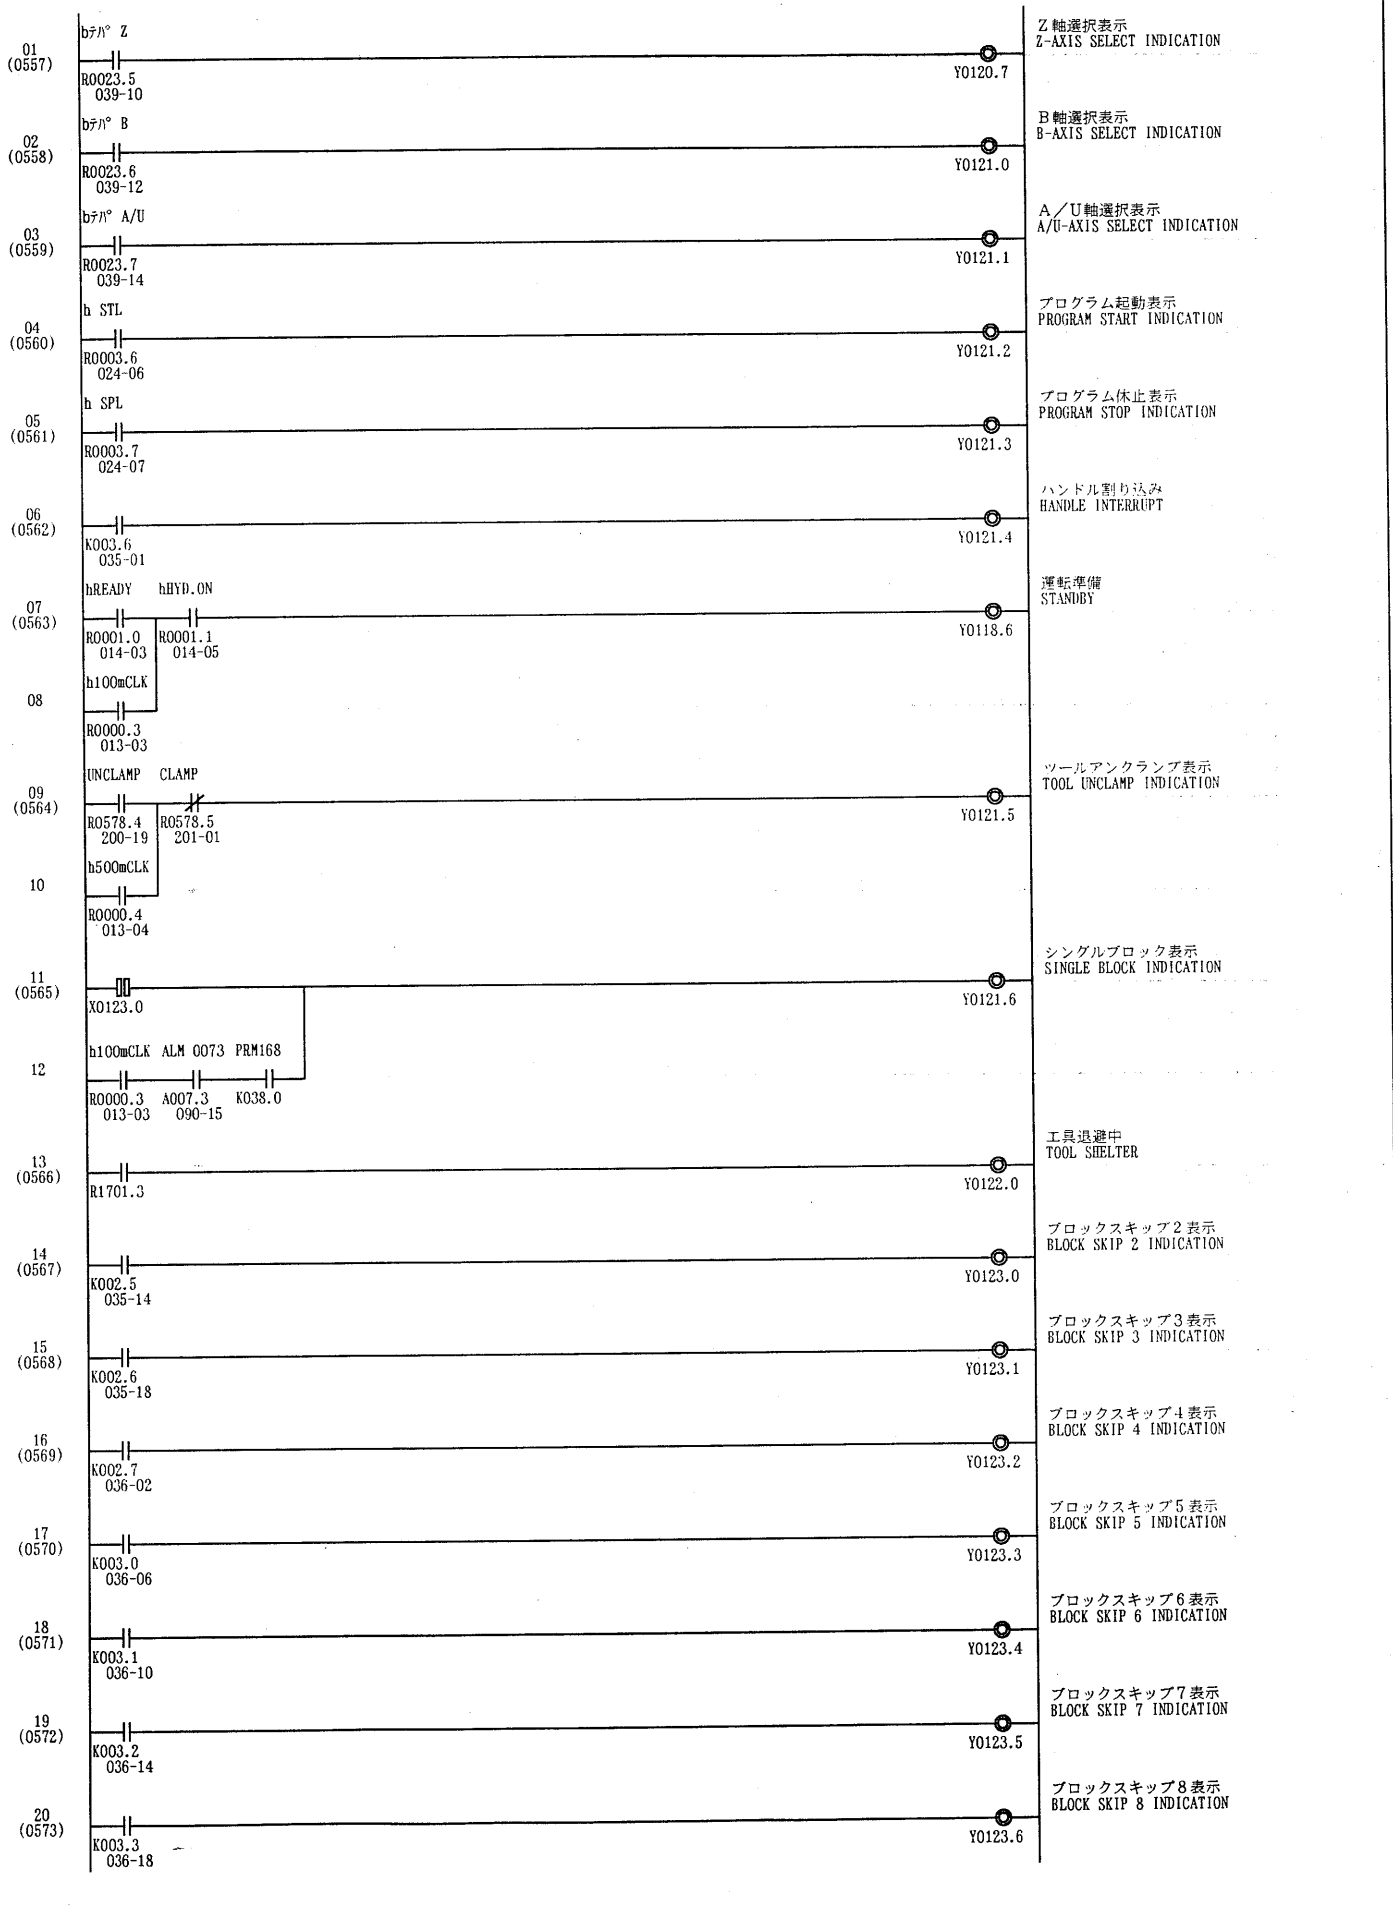 bﾃﾊﾟ Z
01
(0557)
R0023.5
039-10
Y0120.7
Z軸選択表示
Z-AXIS SELECT INDICATION
bﾃﾊﾟ B
02
(0558)
R0023.6
039-12
Y0121.0
B軸選択表示
B-AXIS SELECT INDICATION
bﾃﾊﾟ A/U
03
(0559)
R0023.7
039-14
Y0121.1
A／U軸選択表示
A/U-AXIS SELECT INDICATION
h STL
04
(0560)
R0003.6
024-06
Y0121.2
プログラム起動表示
PROGRAM START INDICATION
h SPL
05
(0561)
R0003.7
024-07
Y0121.3
プログラム休止表示
PROGRAM STOP INDICATION
06
(0562)
K003.6
035-01
Y0121.4
ハンドル割り込み
HANDLE INTERRUPT
hREADY hHYD.ON
07
(0563)
R0001.0 R0001.1
014-03 014-05
Y0118.6
運転準備
STANDBY
h100mCLK
08
R0000.3
013-03
UNCLAMP CLAMP
09
(0564)
R0578.4 R0578.5
200-19 201-01
Y0121.5
ツールアンクランプ表示
TOOL UNCLAMP INDICATION
h500mCLK
10
R0000.4
013-04
11
(0565)
X0123.0
Y0121.6
シングルブロック表示
SINGLE BLOCK INDICATION
h100mCLK ALM 0073 PRM168
12
R0000.3 A007.3 K038.0
013-03 090-15
13
(0566)
R1701.3
Y0122.0
工具退避中
TOOL SHELTER
14
(0567)
K002.5
035-14
Y0123.0
ブロックスキップ2表示
BLOCK SKIP 2 INDICATION
15
(0568)
K002.6
035-18
Y0123.1
ブロックスキップ3表示
BLOCK SKIP 3 INDICATION
16
(0569)
K002.7
036-02
Y0123.2
ブロックスキップ4表示
BLOCK SKIP 4 INDICATION
17
(0570)
K003.0
036-06
Y0123.3
ブロックスキップ5表示
BLOCK SKIP 5 INDICATION
18
(0571)
K003.1
036-10
Y0123.4
ブロックスキップ6表示
BLOCK SKIP 6 INDICATION
19
(0572)
K003.2
036-14
Y0123.5
ブロックスキップ7表示
BLOCK SKIP 7 INDICATION
20
(0573)
K003.3
036-18
Y0123.6
ブロックスキップ8表示
BLOCK SKIP 8 INDICATION